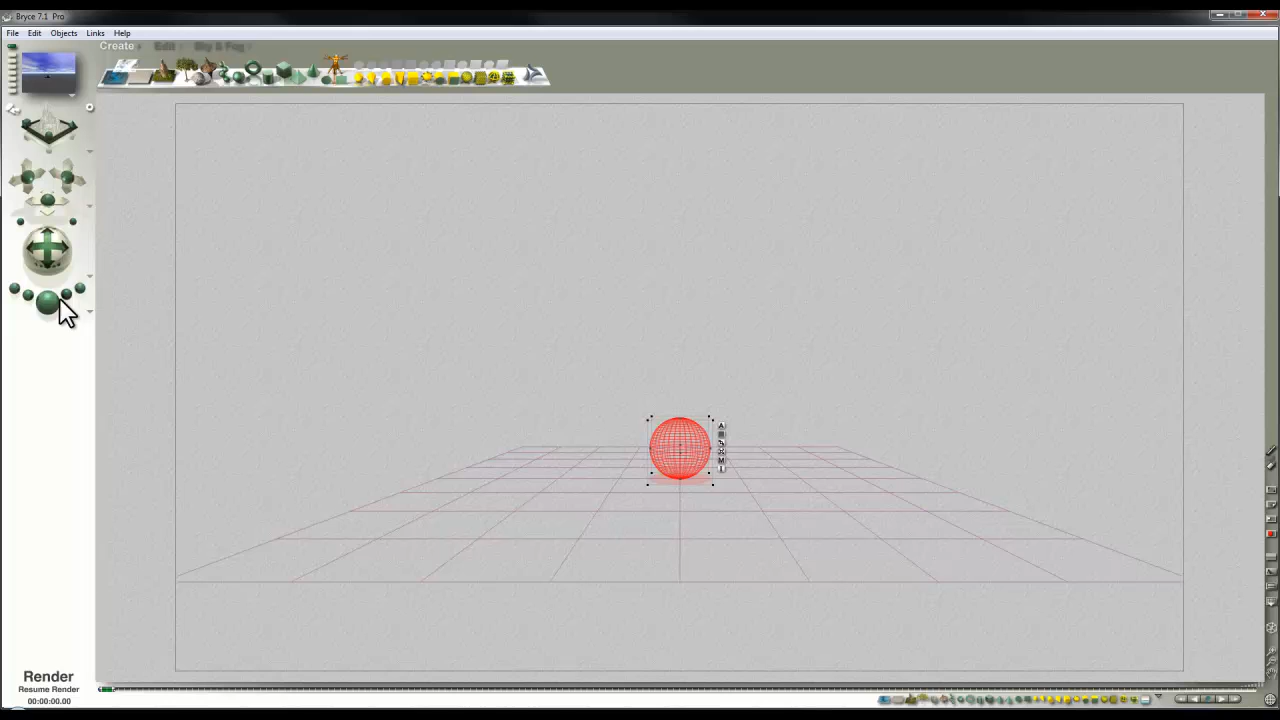 Bryce 7.1 Pro
File Edit Objects Links Help
Create Edit Sky & Fog
A
M
Render
Resume Render
00:00:00.00